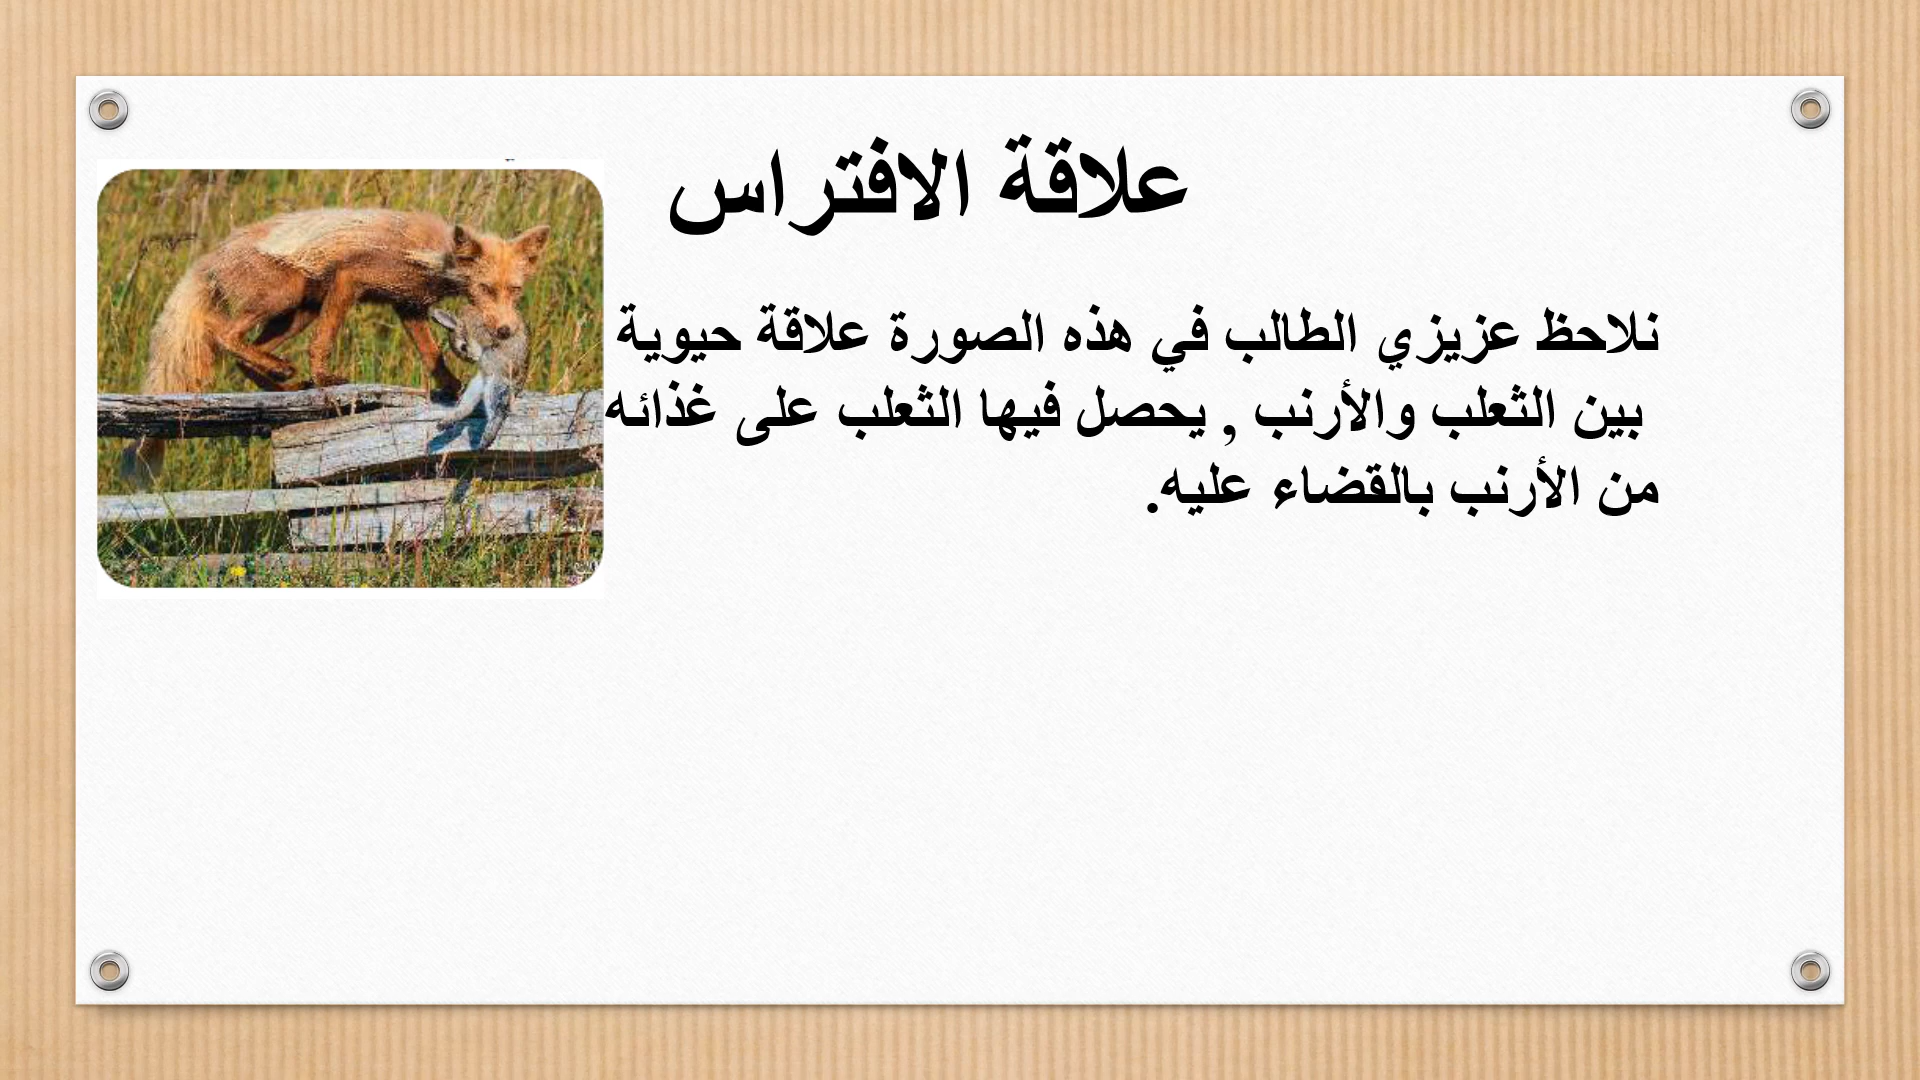 علاقة الافتراس
نلاحظ عزيزي الطالب في هذه الصورة علاقة حيوية
بين الثعلب والأرنب , يحصل فيها الثعلب على غذائه
من الأرنب بالقضاء عليه.